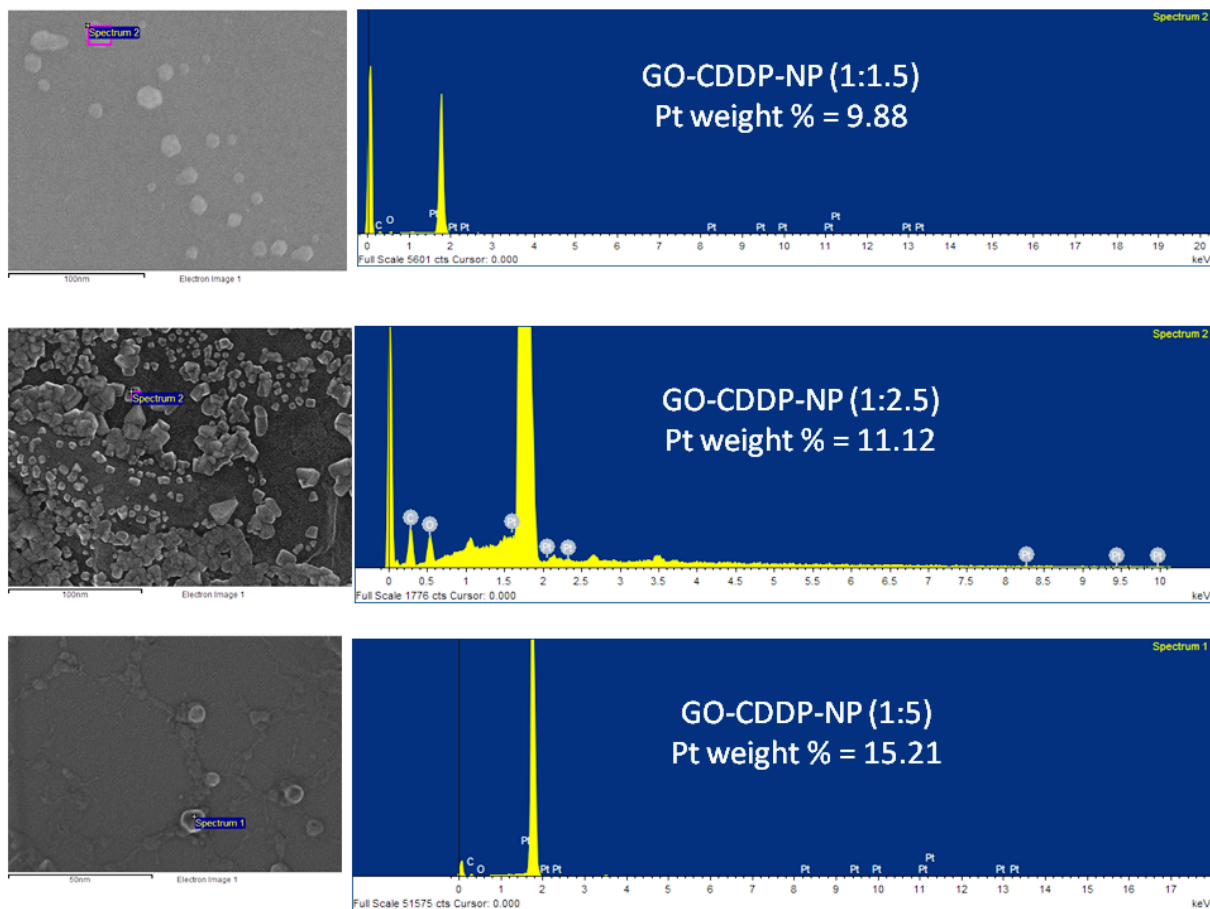 Spectrum 2
100nm Electron Image 1
Spectrum 2
GO-CDDP-NP (1:1.5)
Pt weight % = 9.88
C O Pt Pt Pt Pt Pt Pt Pt Pt Pt Pt
0 1 2 3 4 5 6 7 8 9 10 11 12 13 14 15 16 17 18 19 20
Full Scale 5601 cts Cursor: 0.000 keV
Spectrum 2
100nm Electron Image 1
Spectrum 2
GO-CDDP-NP (1:2.5)
Pt weight % = 11.12
C O Pt Pt Pt Pt Pt Pt
0 0.5 1 1.5 2 2.5 3 3.5 4 4.5 5 5.5 6 6.5 7 7.5 8 8.5 9 9.5 10
Full Scale 1776 cts Cursor: 0.000 keV
Spectrum 1
50nm Electron Image 1
Spectrum 1
GO-CDDP-NP (1:5)
Pt weight % = 15.21
C O Pt Pt Pt Pt Pt Pt Pt Pt Pt Pt
0 1 2 3 4 5 6 7 8 9 10 11 12 13 14 15 16 17
Full Scale 51575 cts Cursor: 0.000 keV